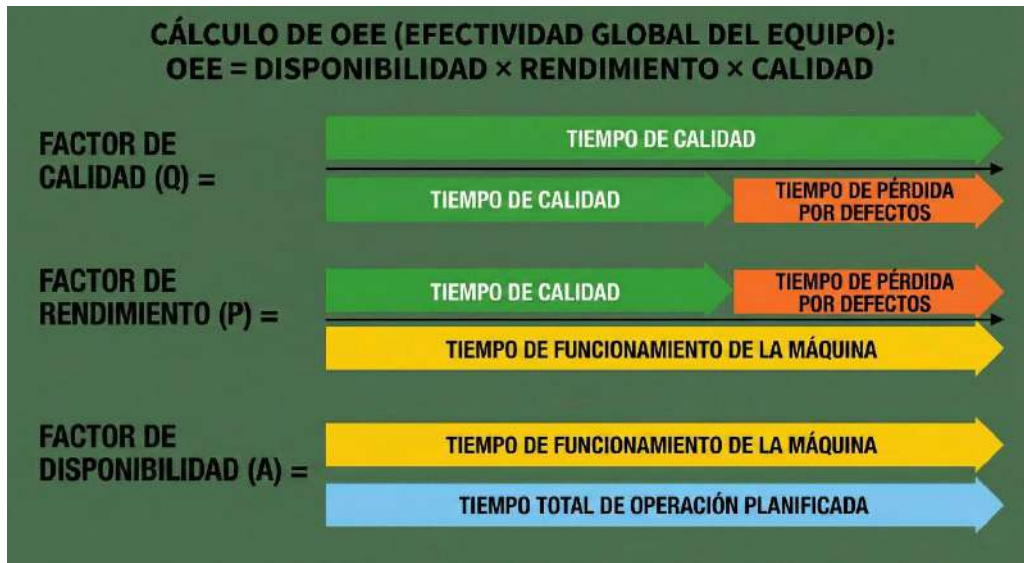 CÁLCULO DE OEE (EFECTIVIDAD GLOBAL DEL EQUIPO):
OEE = DISPONIBILIDAD × RENDIMIENTO × CALIDAD
FACTOR DE
CALIDAD (Q) =
TIEMPO DE CALIDAD
TIEMPO DE CALIDAD
TIEMPO DE PÉRDIDA
POR DEFECTOS
FACTOR DE
RENDIMIENTO (P) =
TIEMPO DE CALIDAD
TIEMPO DE PÉRDIDA
POR DEFECTOS
TIEMPO DE FUNCIONAMIENTO DE LA MÁQUINA
FACTOR DE
DISPONIBILIDAD (A) =
TIEMPO DE FUNCIONAMIENTO DE LA MÁQUINA
TIEMPO TOTAL DE OPERACIÓN PLANIFICADA